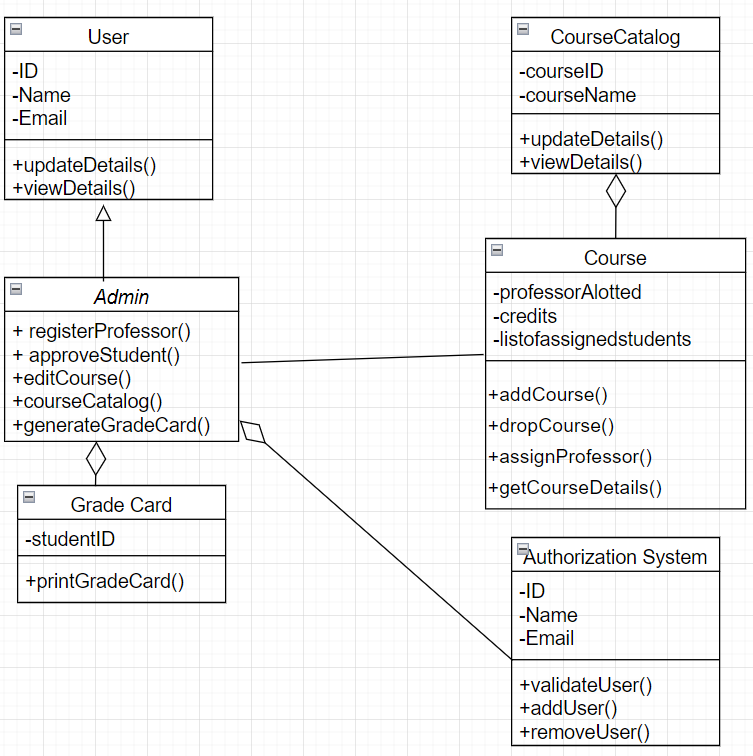 User
-ID
-Name
-Email
+updateDetails()
+viewDetails()
CourseCatalog
-courseID
-courseName
+updateDetails()
+viewDetails()
Admin
+ registerProfessor()
+ approveStudent()
+editCourse()
+courseCatalog()
+generateGradeCard()
Course
-professorAlotted
-credits
-listofassignedstudents
+addCourse()
+dropCourse()
+assignProfessor()
+getCourseDetails()
Grade Card
-studentID
+printGradeCard()
Authorization System
-ID
-Name
-Email
+validateUser()
+addUser()
+removeUser()